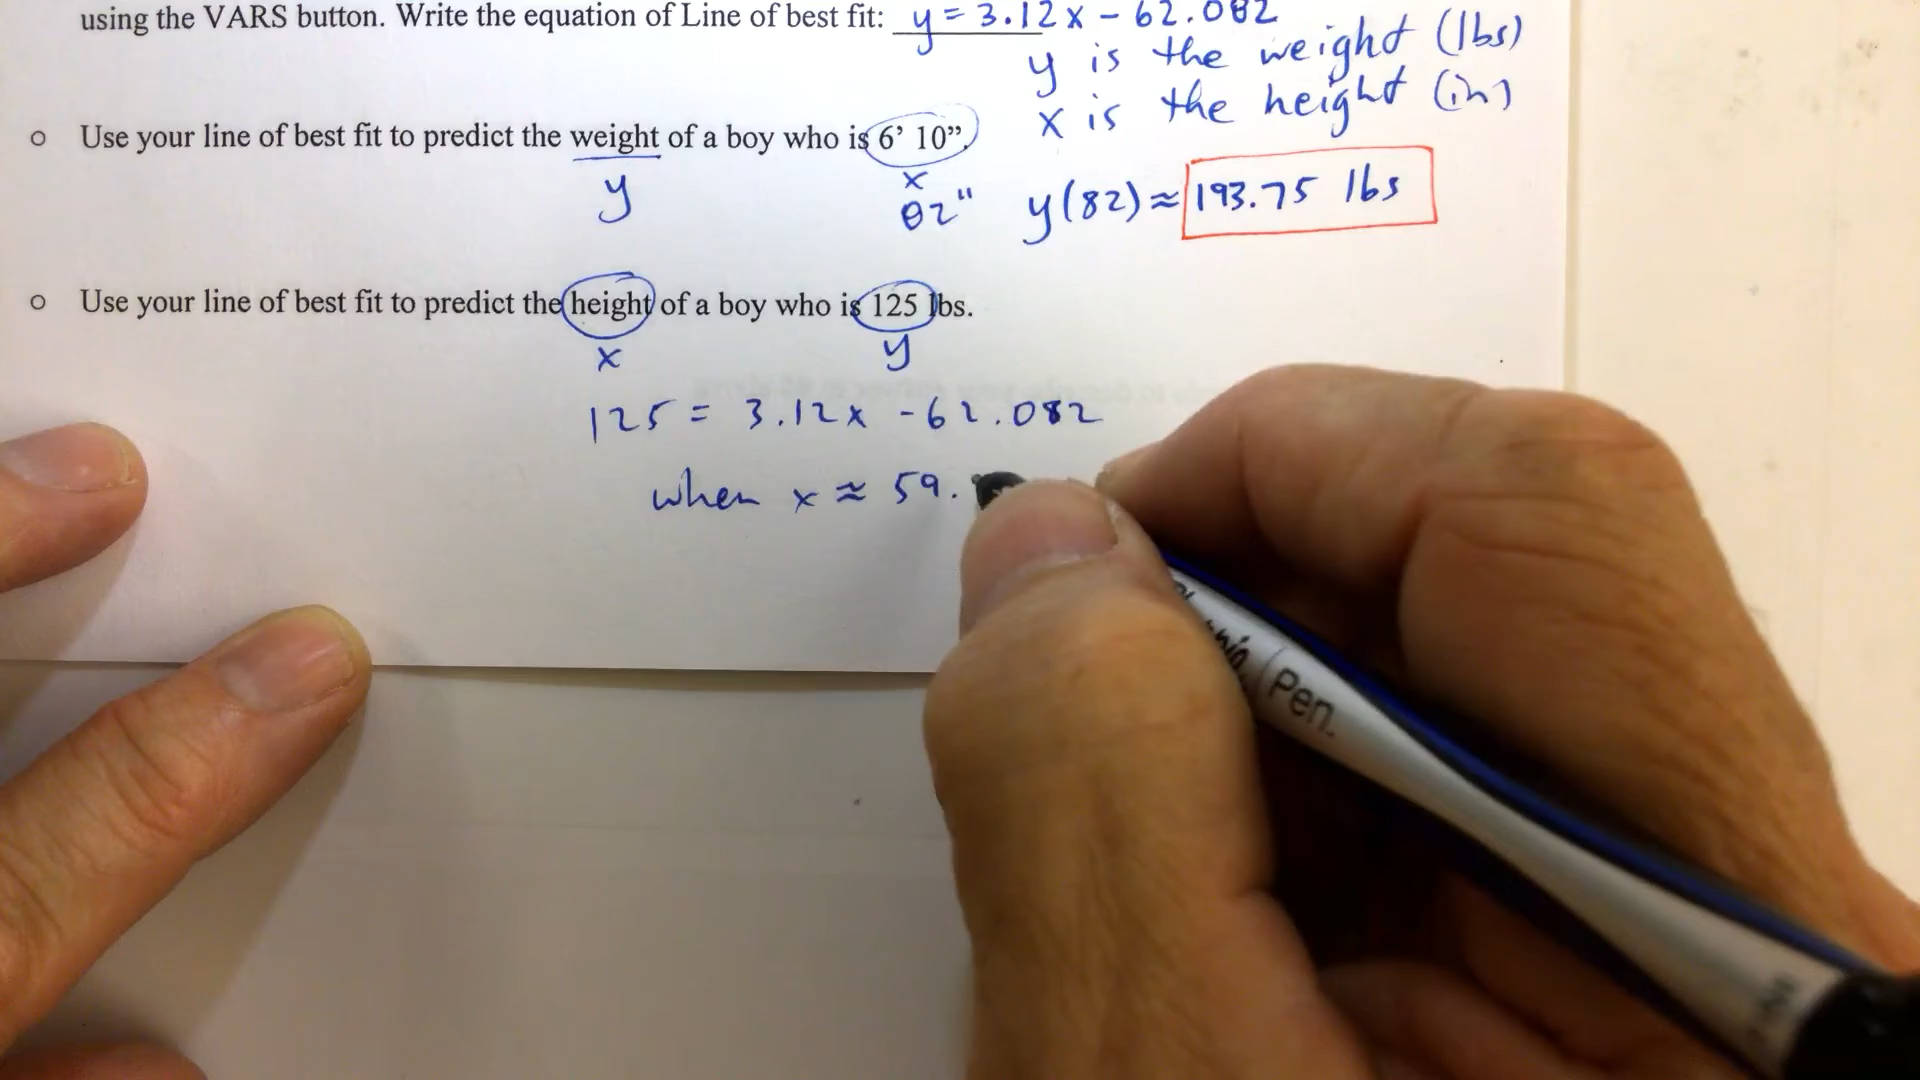 using the VARS button. Write the equation of Line of best fit: y = 3.12x - 62.082
y is the weight (lbs)
x is the height (in)
Use your line of best fit to predict the weight of a boy who is 6’ 10”.
y
x
82"
y(82) ≈ 193.75 lbs
Use your line of best fit to predict the height of a boy who is 125 lbs.
x
y
125 = 3.12x - 62.082
when x ≈ 59.
Pen.